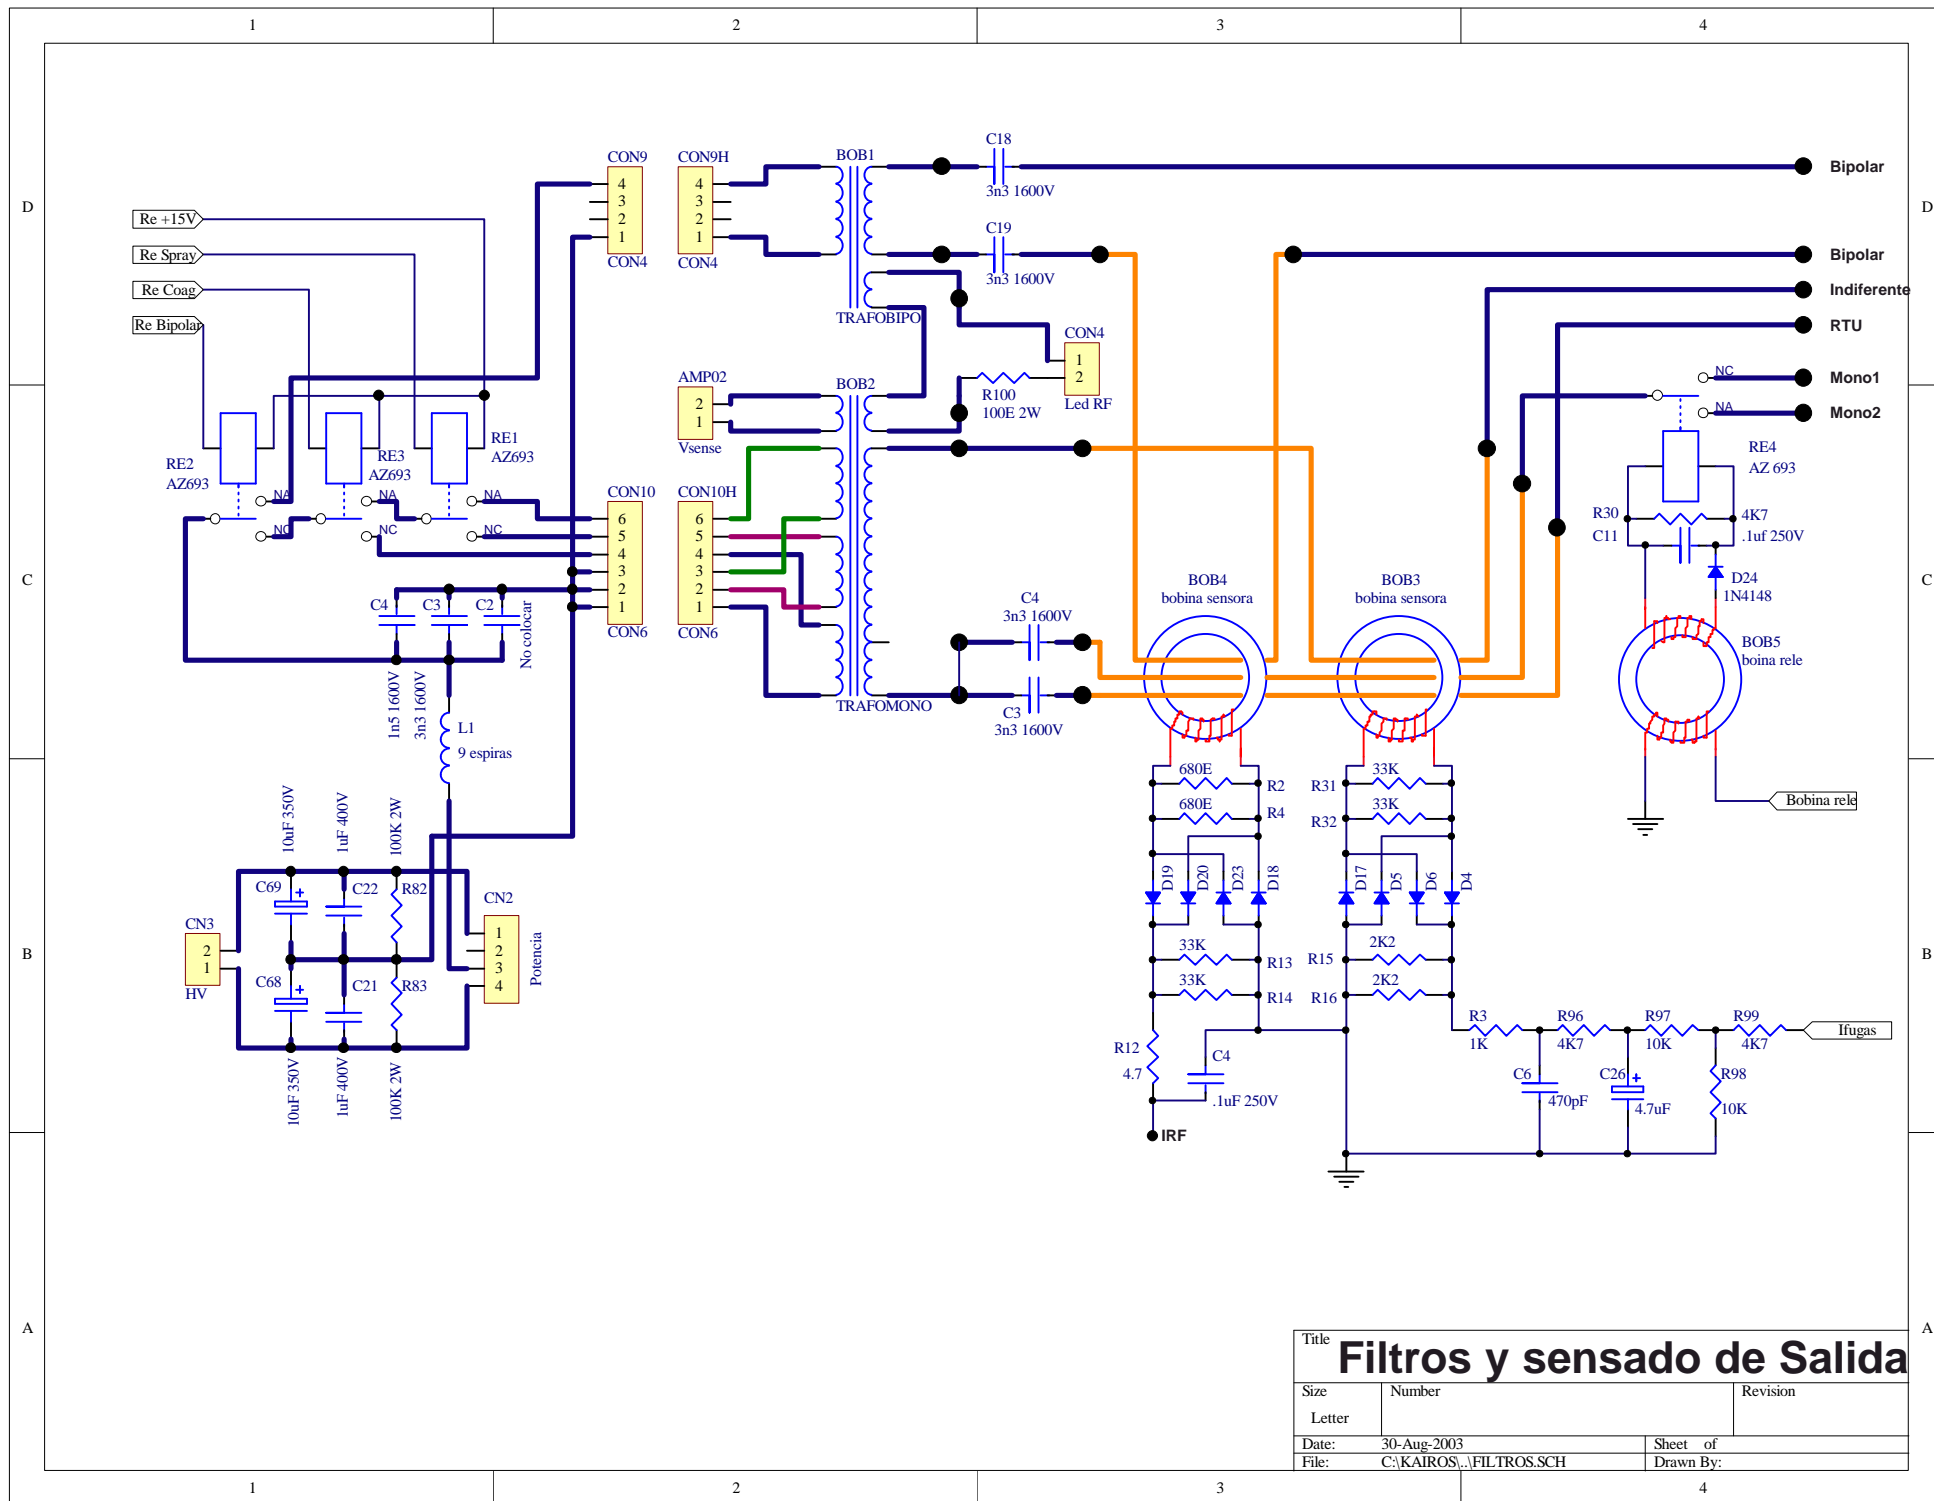 1 2 3 4
D D
C C
B B
A A
1 2 3 4
Re +15V
Re Spray
Re Coag
Re Bipolar
CON9
4
3
2
1
CON4
CON9H
4
3
2
1
CON4
BOB1
TRAFOBIPO
C18
3n3 1600V
C19
3n3 1600V
Bipolar
Bipolar
Indiferente
RTU
NC
Mono1
NA
Mono2
CON4
1
2
Led RF
R100
100E 2W
AMP02
2
1
Vsense
BOB2
TRAFOMONO
RE2
AZ693
RE3
AZ693
RE1
AZ693
NA
NC
NA
NC
NA
NC
CON10
6
5
4
3
2
1
CON6
CON10H
6
5
4
3
2
1
CON6
C4
C3
C2
No colocar
1n5 1600V
3n3 1600V
L1
9 espiras
C4
3n3 1600V
C3
3n3 1600V
BOB4
bobina sensora
BOB3
bobina sensora
RE4
AZ 693
R30
4K7
C11
.1uf 250V
D24
1N4148
BOB5
boina rele
Bobina rele
10uF 350V
1uF 400V
100K 2W
C69
+
C22
R82
CN3
2
1
HV
C68
+
C21
R83
10uF 350V
1uF 400V
100K 2W
CN2
1
2
3
4
Potencia
680E
R2
680E
R4
D19
D20
D23
D18
33K
R13
33K
R14
R12
4.7
C4
.1uF 250V
IRF
R31
33K
R32
33K
D17
D5
D6
D4
R15
2K2
R16
2K2
R3
1K
R96
4K7
R97
10K
R99
4K7
Ifugas
C6
470pF
C26
+
4.7uF
R98
10K
Title
Filtros y sensado de Salida
Size
Letter
Number
Revision
Date: 30-Aug-2003
Sheet of
File: C:\KAIROS\..\FILTROS.SCH
Drawn By: